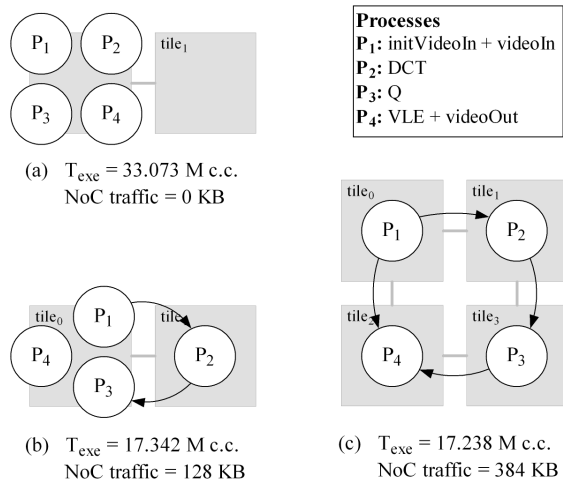 P₁
P₂
tile₁
P₃
P₄
(a) Tₑₓₑ = 33.073 M c.c.
NoC traffic = 0 KB
Processes
P₁: initVideoIn + videoIn
P₂: DCT
P₃: Q
P₄: VLE + videoOut
tile₀
P₁
P₄
P₃
P₂
(b) Tₑₓₑ = 17.342 M c.c.
NoC traffic = 128 KB
tile₀
tile₁
P₁
P₂
tile₂
tile₃
P₄
P₃
(c) Tₑₓₑ = 17.238 M c.c.
NoC traffic = 384 KB